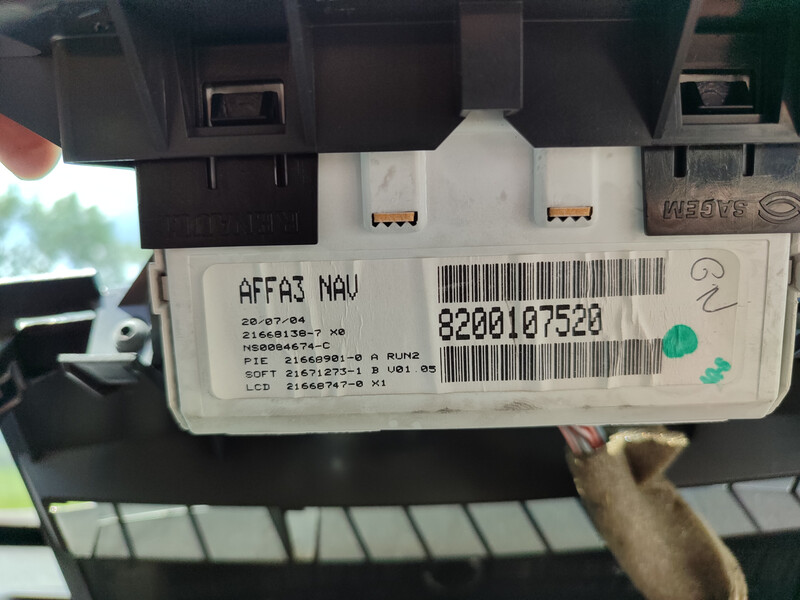 SAGEM
AFFA3 NAV
20/07/04
21668138-7 X0
NS0084674-C
PIE 21668901-0 A RUN2
SOFT 21671273-1 B V01.05
LCD 21668747-0 X1
8200107520
GN